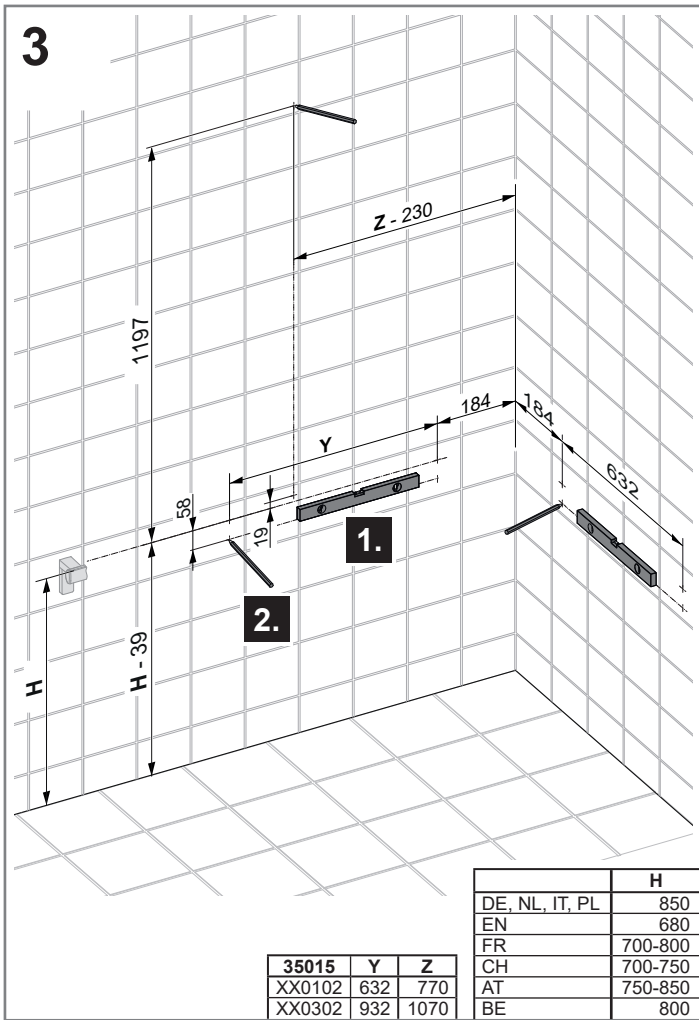 3
Z - 230
1197
184
184
Y
632
58
19
1.
2.
H
H - 39
H
DE, NL, IT, PL 850
EN 680
FR 700-800
CH 700-750
AT 750-850
BE 800
35015 Y Z
XX0102 632 770
XX0302 932 1070